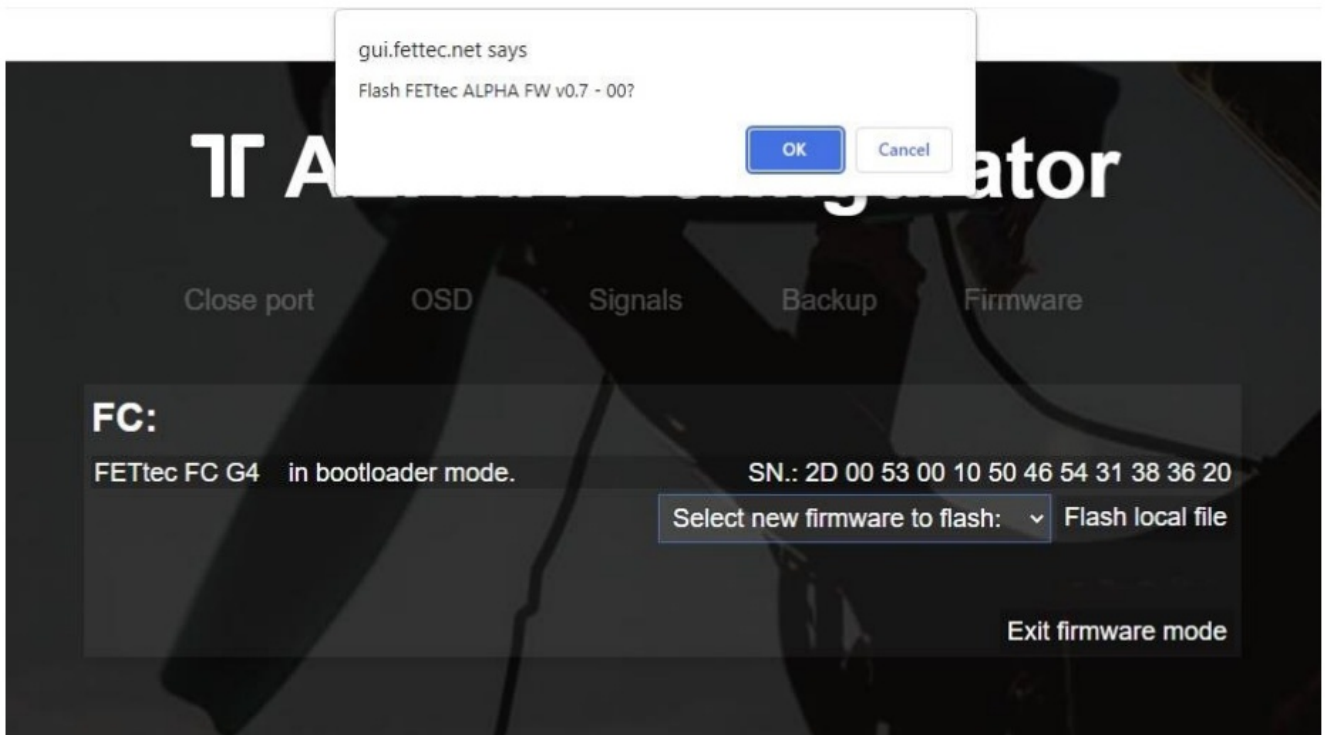 gui.fettec.net says
Flash FETtec ALPHA FW v0.7 - 00?
OK Cancel
A ator
Close port OSD Signals Backup Firmware
FC:
FETtec FC G4 in bootloader mode. SN.: 2D 00 53 00 10 50 46 54 31 38 36 20
Select new firmware to flash: Flash local file
Exit firmware mode